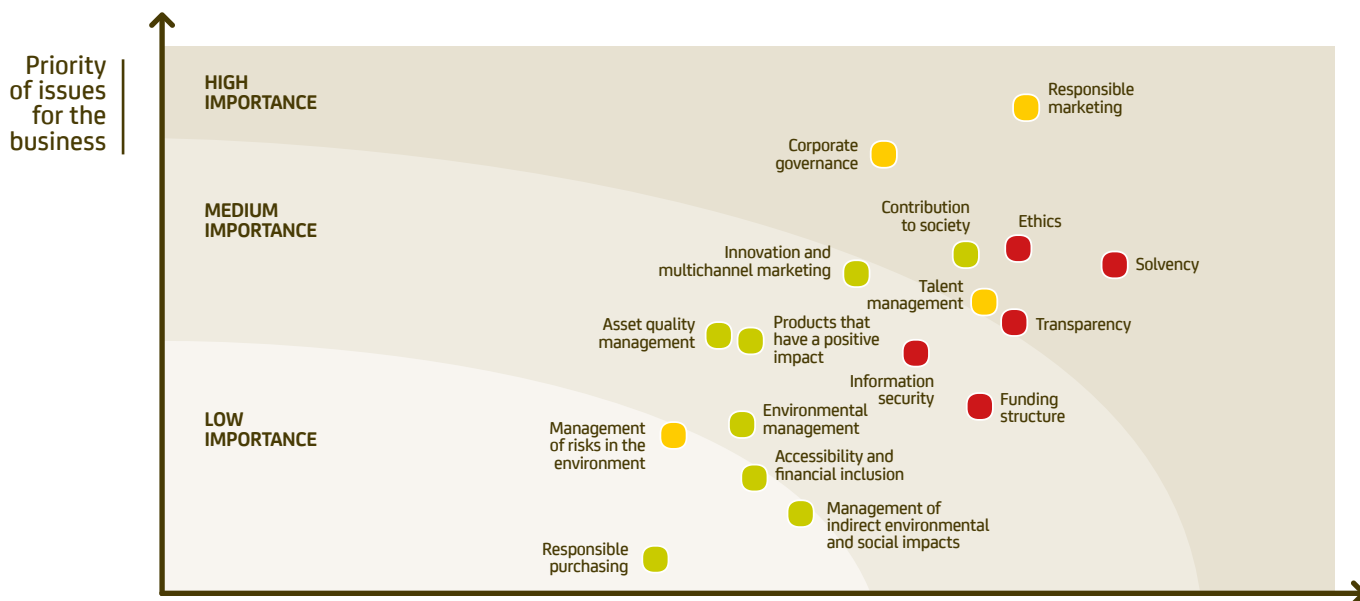 Priority
of issues
for the
business
HIGH
IMPORTANCE
Responsible
marketing
Corporate
governance
MEDIUM
IMPORTANCE
Contribution
to society
Ethics
Innovation and
multichannel marketing
Solvency
Talent
management
Asset quality
management
Products that
have a positive
impact
Transparency
Information
security
Funding
structure
LOW
IMPORTANCE
Management
of risks in the
environment
Environmental
management
Accessibility and
financial inclusion
Management of
indirect environmental
and social impacts
Responsible
purchasing